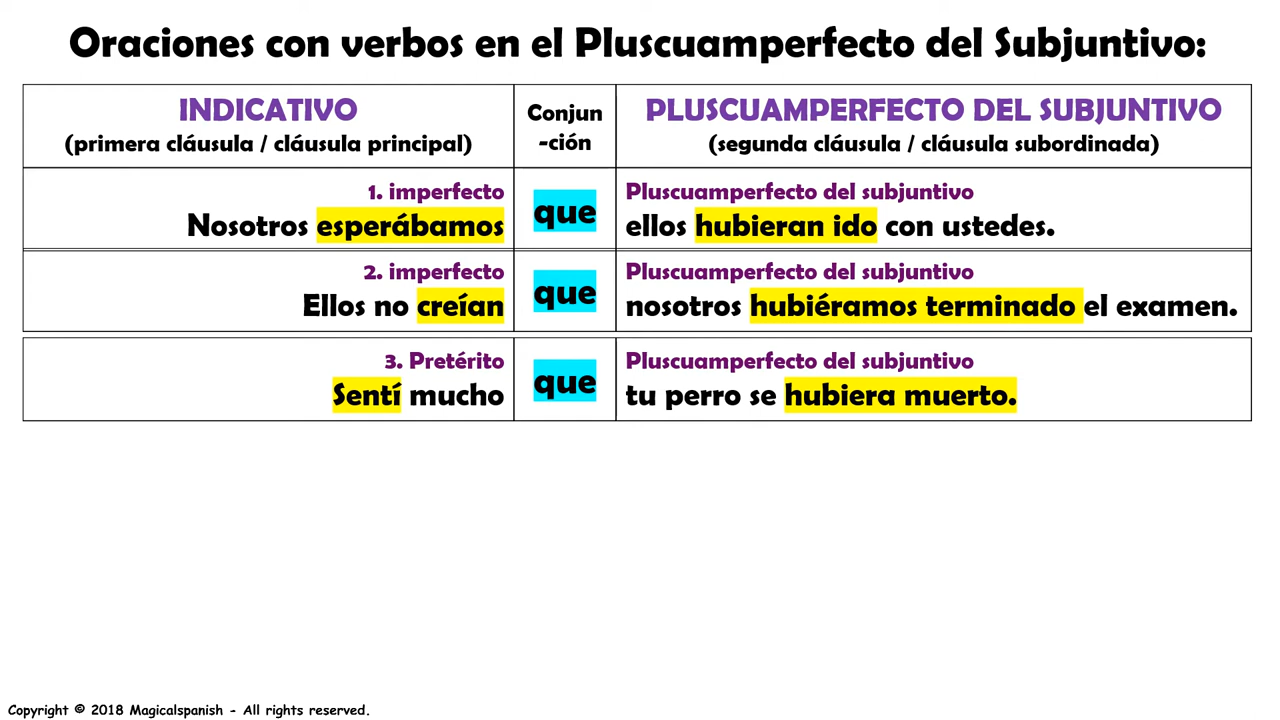 Oraciones con verbos en el Pluscuamperfecto del Subjuntivo:
INDICATIVO
(primera cláusula / cláusula principal)
Conjun
-ción
PLUSCUAMPERFECTO DEL SUBJUNTIVO
(segunda cláusula / cláusula subordinada)
1. imperfecto
Nosotros esperábamos
que
Pluscuamperfecto del subjuntivo
ellos hubieran ido con ustedes.
2. imperfecto
Ellos no creían
que
Pluscuamperfecto del subjuntivo
nosotros hubiéramos terminado el examen.
3. Pretérito
Sentí mucho
que
Pluscuamperfecto del subjuntivo
tu perro se hubiera muerto.
Copyright © 2018 Magicalspanish - All rights reserved.